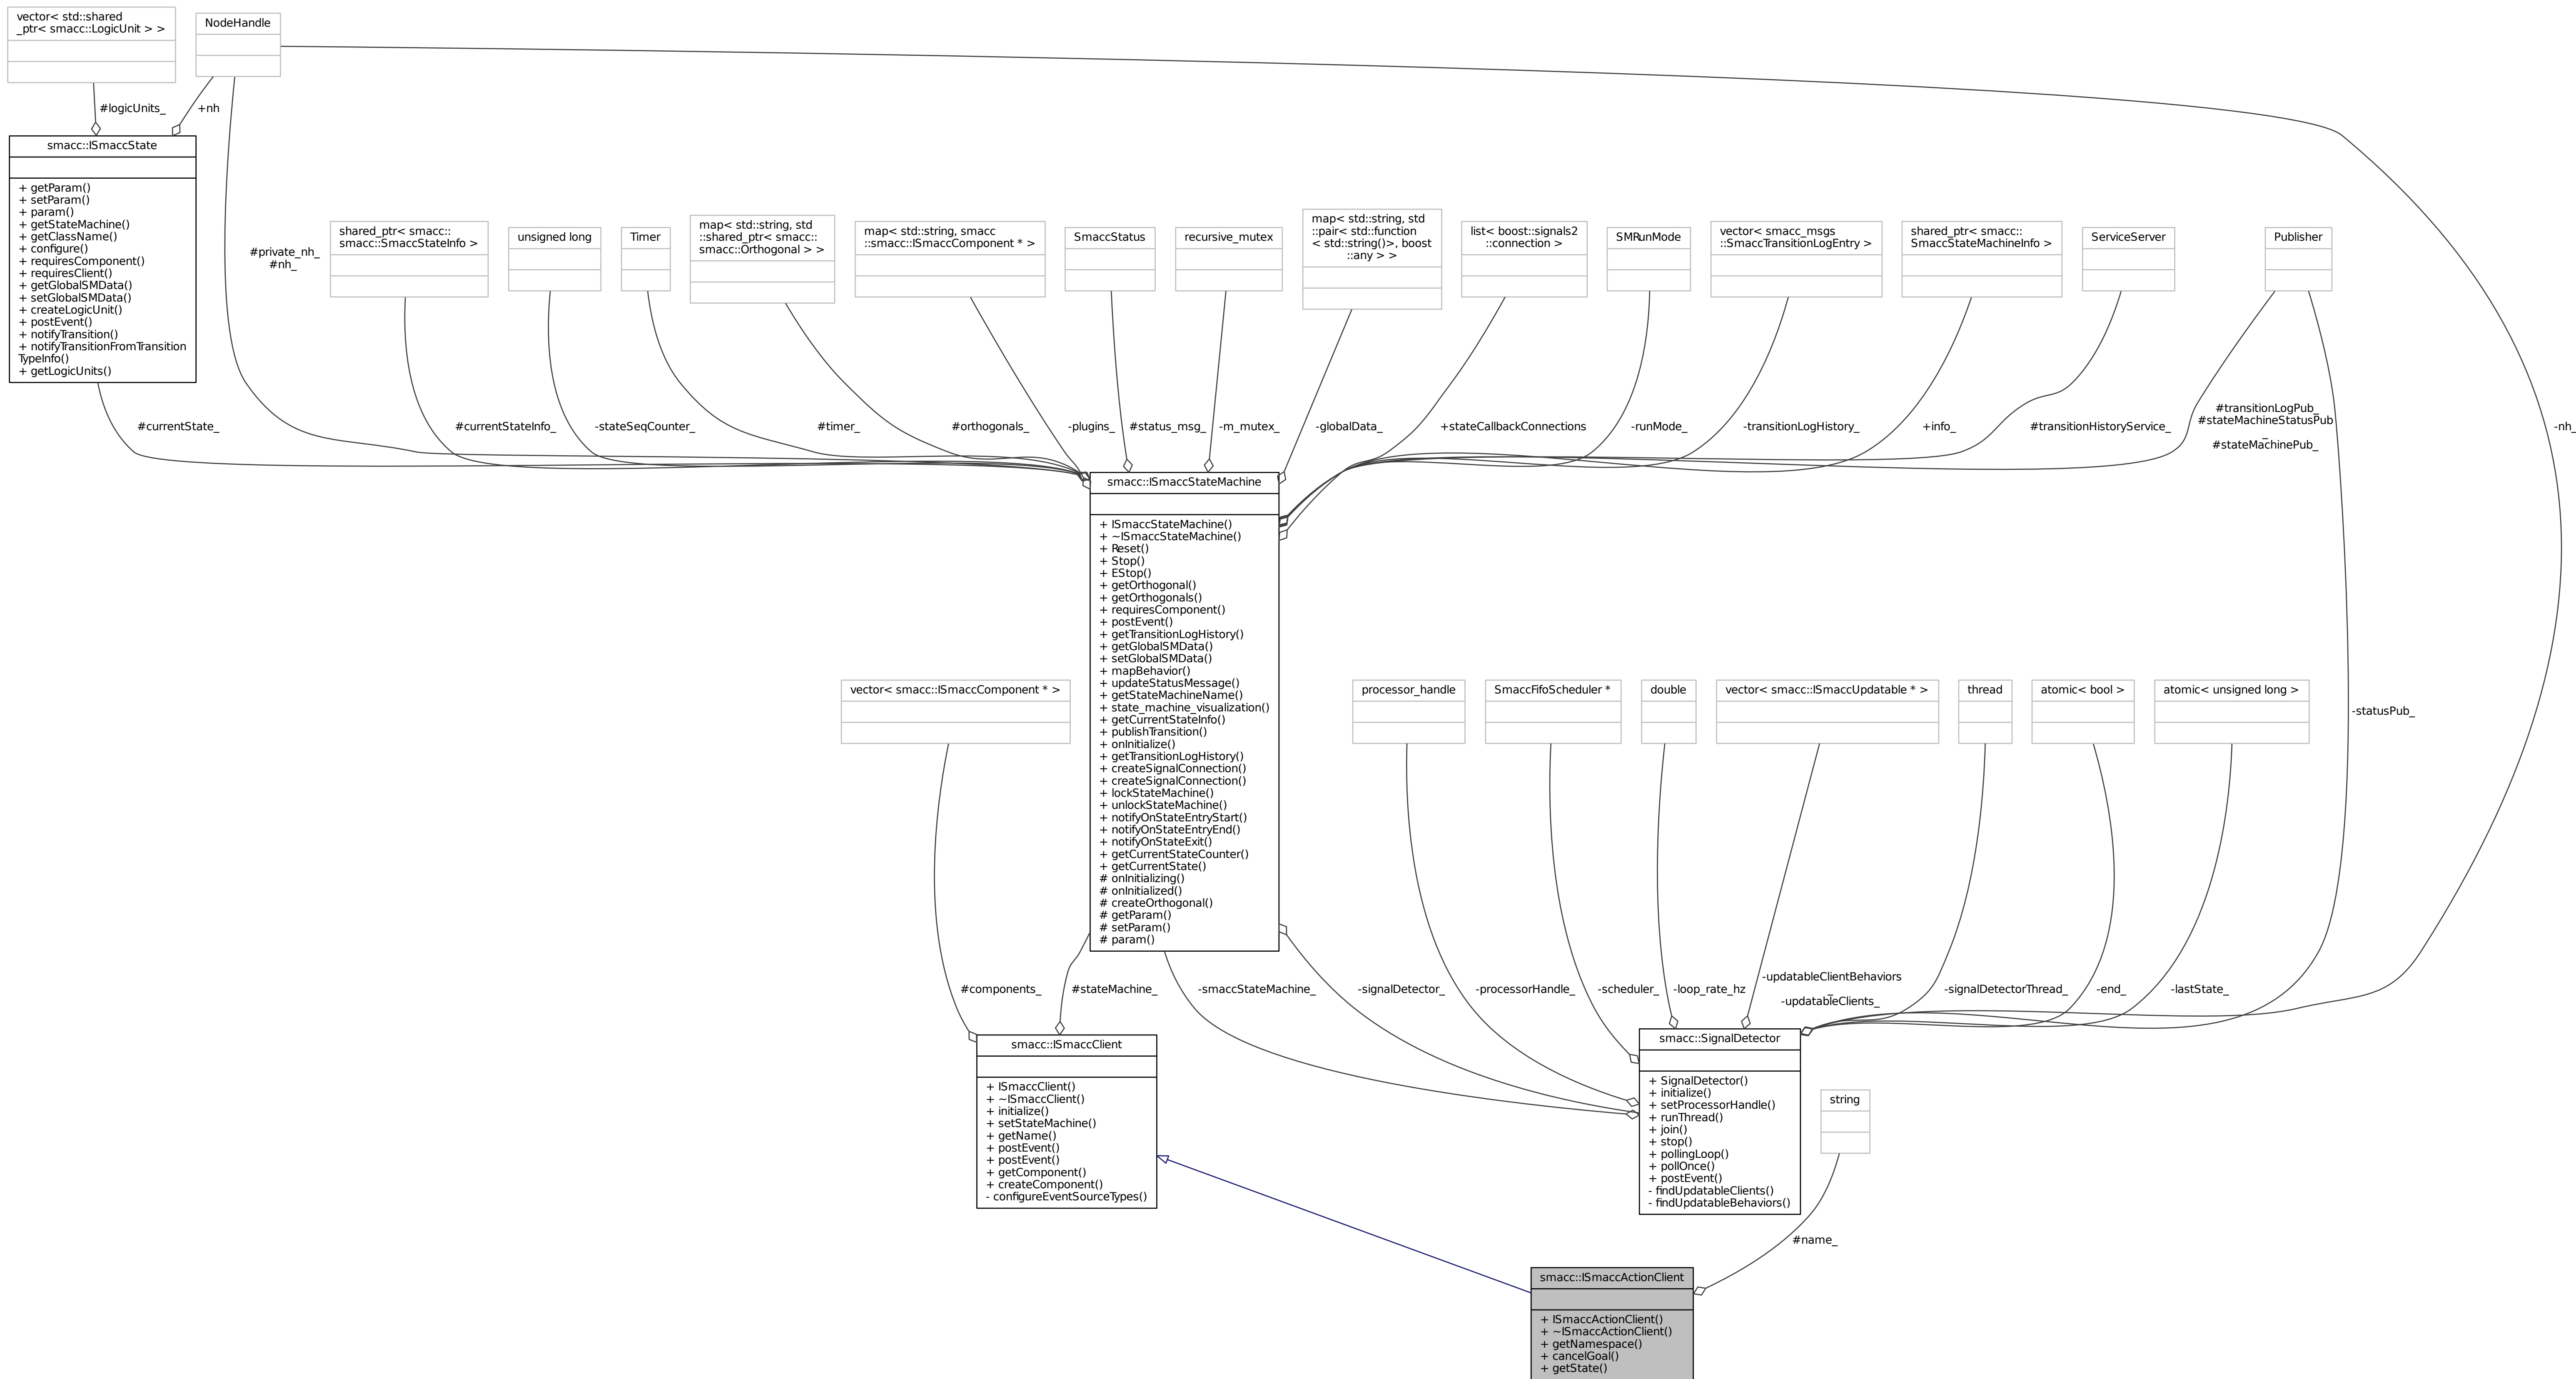 vector< std::shared
_ptr< smacc::LogicUnit > >
NodeHandle
#logicUnits_
+nh
smacc::ISmaccState
+ getParam()
+ setParam()
+ param()
+ getStateMachine()
+ getClassName()
+ configure()
+ requiresComponent()
+ requiresClient()
+ getGlobalSMData()
+ setGlobalSMData()
+ createLogicUnit()
+ postEvent()
+ notifyTransition()
+ notifyTransitionFromTransition
TypeInfo()
+ getLogicUnits()
#private_nh_
#nh_
shared_ptr< smacc::
smacc::SmaccStateInfo >
unsigned long
Timer
map< std::string, std
::shared_ptr< smacc::
smacc::Orthogonal > >
map< std::string, smacc
::smacc::ISmaccComponent * >
SmaccStatus
recursive_mutex
map< std::string, std
::pair< std::function
< std::string()>, boost
::any > >
list< boost::signals2
::connection >
SMRunMode
vector< smacc_msgs
::SmaccTransitionLogEntry >
shared_ptr< smacc::
SmaccStateMachineInfo >
ServiceServer
Publisher
#currentState_
#currentStateInfo_
-stateSeqCounter_
#timer_
#orthogonals_
-plugins_
#status_msg_
-m_mutex_
-globalData_
+stateCallbackConnections
-runMode_
-transitionLogHistory_
+info_
#transitionHistoryService_
#transitionLogPub_
#stateMachineStatusPub
_
#stateMachinePub_
-nh_
smacc::ISmaccStateMachine
+ ISmaccStateMachine()
+ ~ISmaccStateMachine()
+ Reset()
+ Stop()
+ EStop()
+ getOrthogonal()
+ getOrthogonals()
+ requiresComponent()
+ postEvent()
+ getTransitionLogHistory()
+ getGlobalSMData()
+ setGlobalSMData()
+ mapBehavior()
+ updateStatusMessage()
+ getStateMachineName()
+ state_machine_visualization()
+ getCurrentStateInfo()
+ publishTransition()
+ onInitialize()
+ getTransitionLogHistory()
+ createSignalConnection()
+ createSignalConnection()
+ lockStateMachine()
+ unlockStateMachine()
+ notifyOnStateEntryStart()
+ notifyOnStateEntryEnd()
+ notifyOnStateExit()
+ getCurrentStateCounter()
+ getCurrentState()
# onInitializing()
# onInitialized()
# createOrthogonal()
# getParam()
# setParam()
# param()
vector< smacc::ISmaccComponent * >
processor_handle
SmaccFifoScheduler *
double
vector< smacc::ISmaccUpdatable * >
thread
atomic< bool >
atomic< unsigned long >
-statusPub_
#components_
#stateMachine_
-smaccStateMachine_
-signalDetector_
-processorHandle_
-scheduler_
-loop_rate_hz
-updatableClientBehaviors
_
-updatableClients_
-signalDetectorThread_
-end_
-lastState_
smacc::ISmaccClient
+ ISmaccClient()
+ ~ISmaccClient()
+ initialize()
+ setStateMachine()
+ getName()
+ postEvent()
+ postEvent()
+ getComponent()
+ createComponent()
- configureEventSourceTypes()
smacc::SignalDetector
+ SignalDetector()
+ initialize()
+ setProcessorHandle()
+ runThread()
+ join()
+ stop()
+ pollingLoop()
+ pollOnce()
+ postEvent()
- findUpdatableClients()
- findUpdatableBehaviors()
string
#name_
smacc::ISmaccActionClient
+ ISmaccActionClient()
+ ~ISmaccActionClient()
+ getNamespace()
+ cancelGoal()
+ getState()